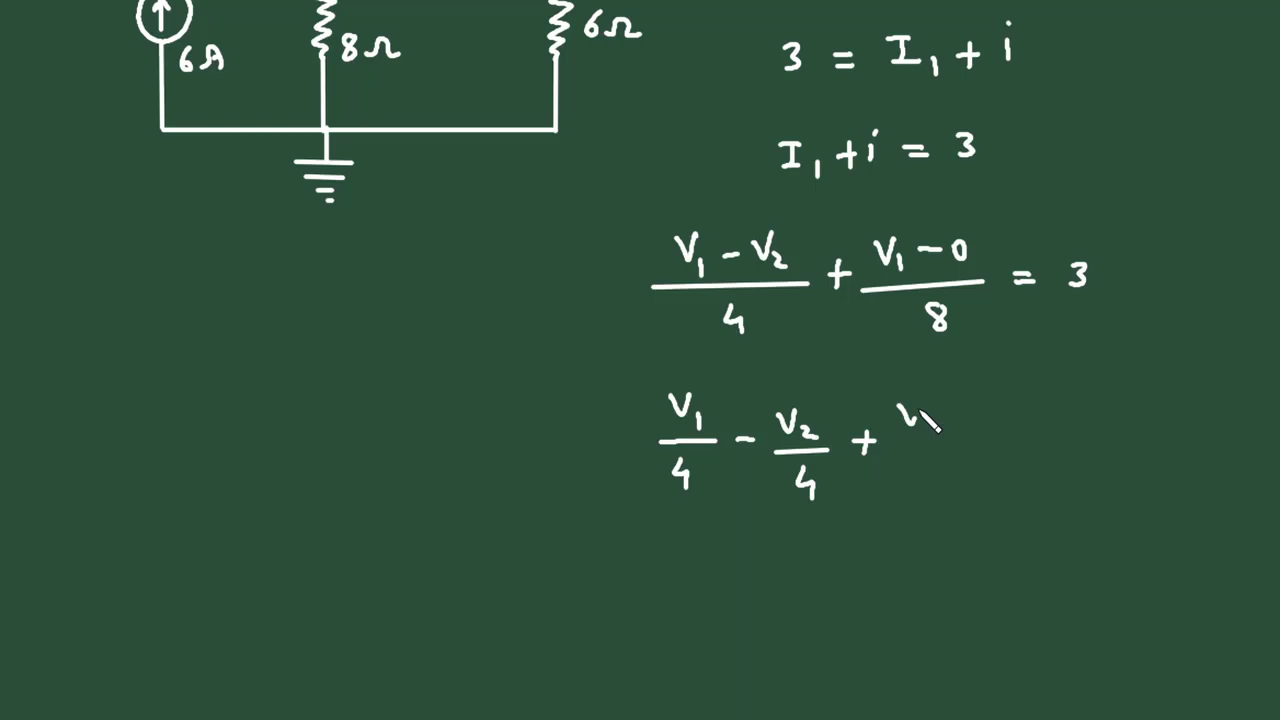 6A
8Ω
6Ω
3 = I₁ + i
I₁ + i = 3
(V₁ − V₂)/4 + (V₁ − 0)/8 = 3
V₁/4 − V₂/4 + V